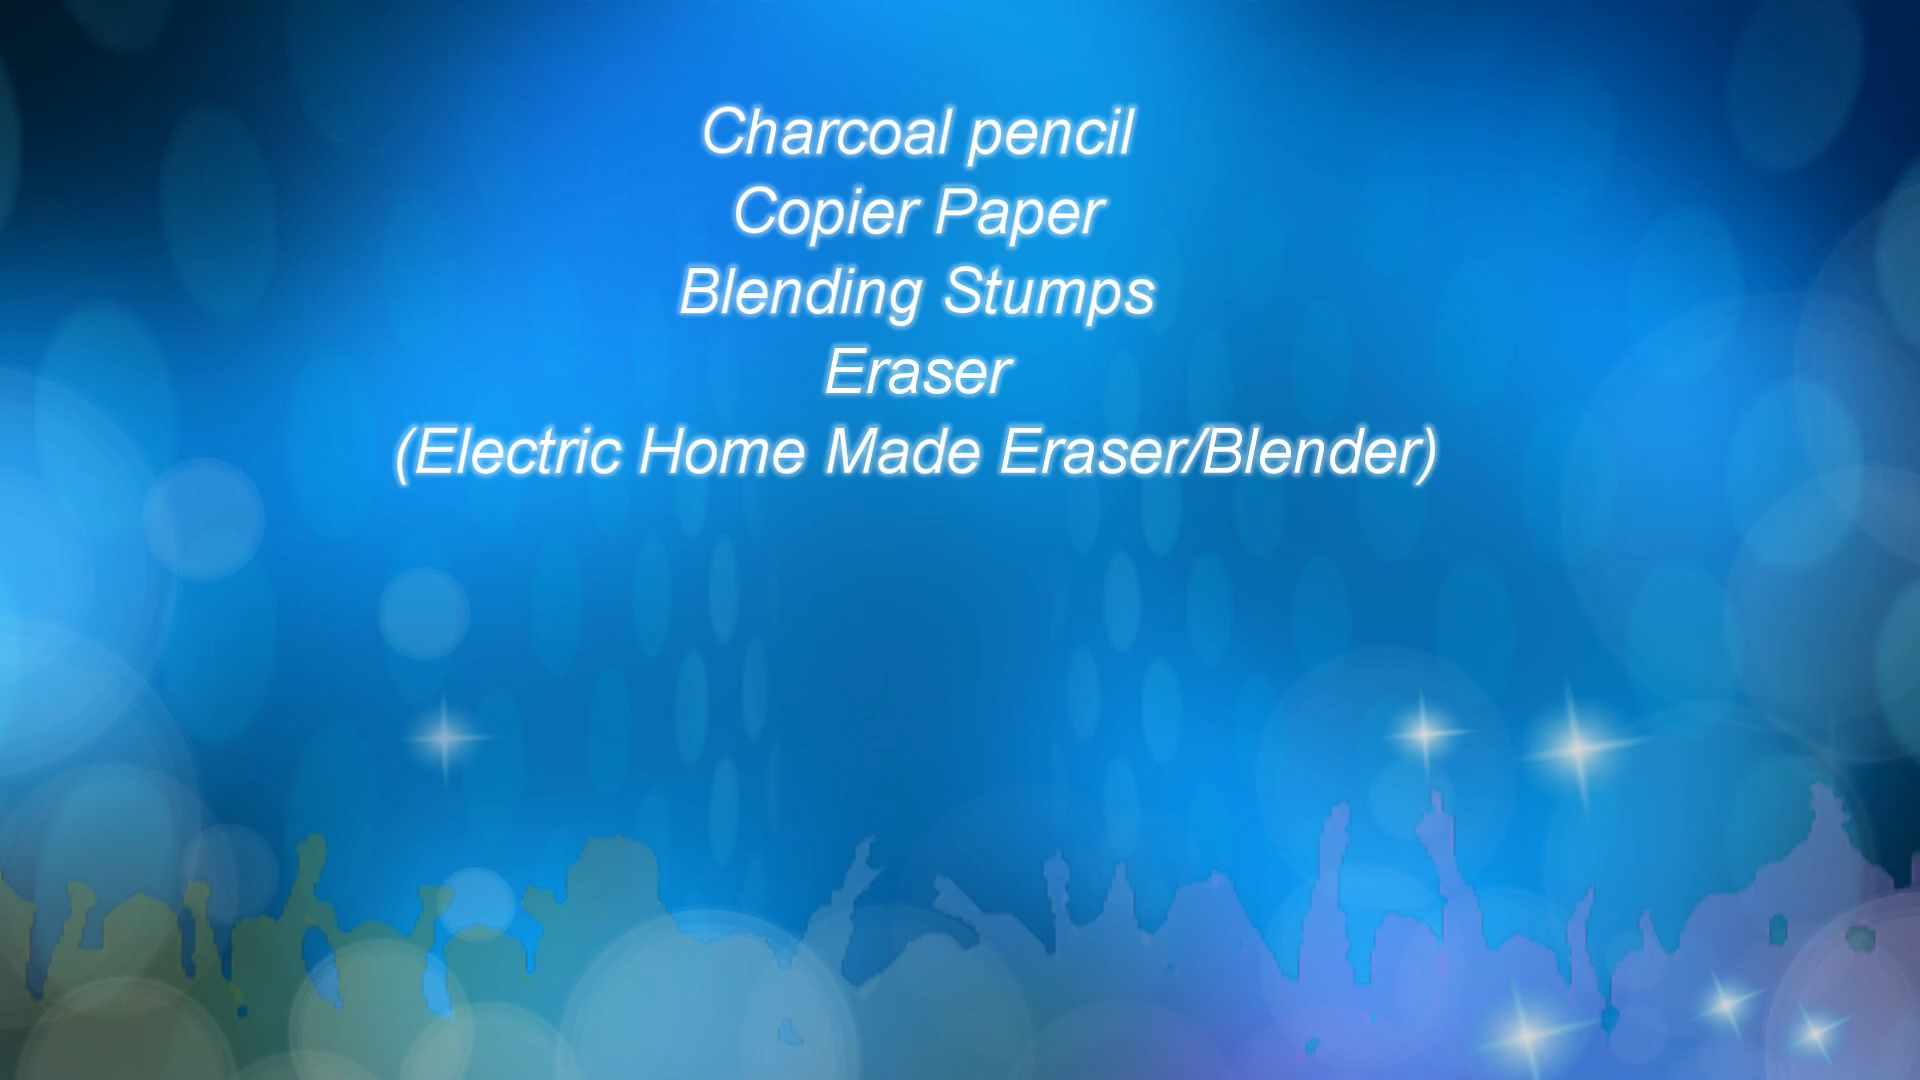 Charcoal pencil
Copier Paper
Blending Stumps
Eraser
(Electric Home Made Eraser/Blender)